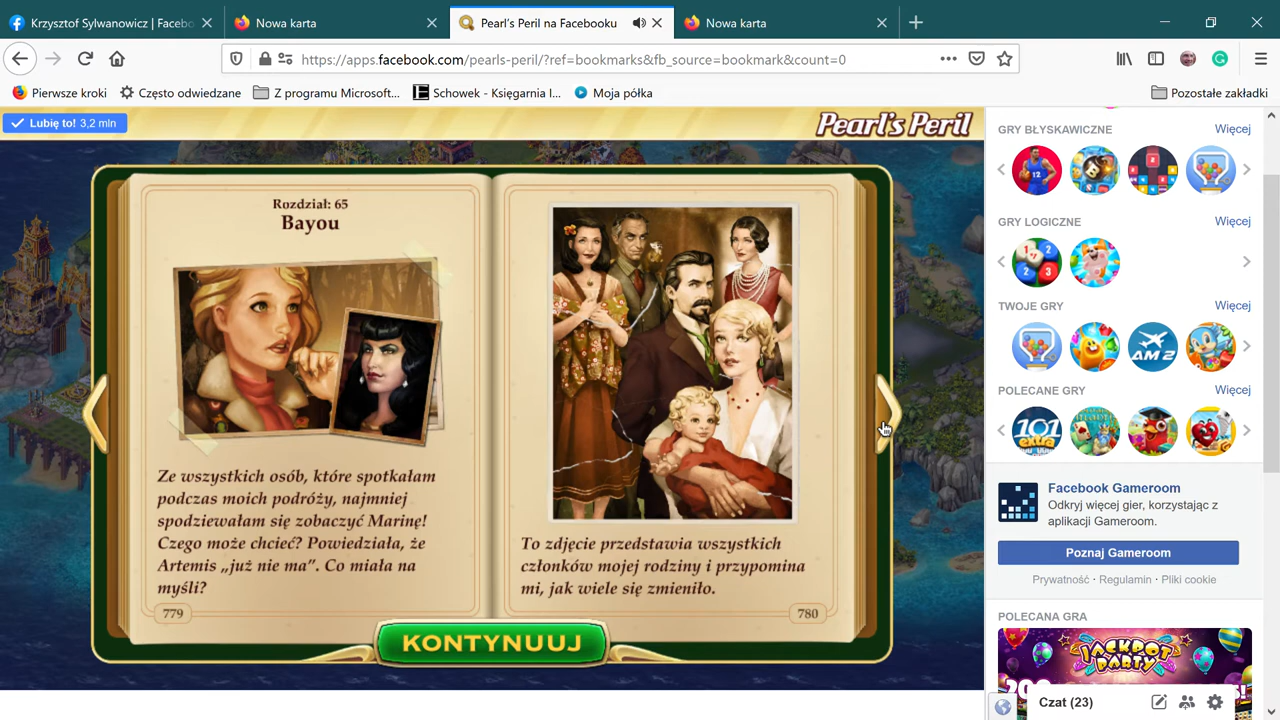 Krzysztof Sylwanowicz | Facebo
Nowa karta
Pearl's Peril na Facebooku
Nowa karta
https://apps.facebook.com/pearls-peril/?ref=bookmarks&fb_source=bookmark&count=0
Pierwsze kroki
Często odwiedzane
Z programu Microsoft...
Schowek - Księgarnia I...
Moja półka
Pozostałe zakładki
Lubię to! 3,2 mln
Pearl's Peril
Rozdział: 65
Bayou
Ze wszystkich osób, które spotkałam
podczas moich podróży, najmniej
spodziewałam się zobaczyć Marinę!
Czego może chcieć? Powiedziała, że
Artemis „już nie ma”. Co miała na
myśli?
779
To zdjęcie przedstawia wszystkich
członków mojej rodziny i przypomina
mi, jak wiele się zmieniło.
780
KONTYNUUJ
GRY BŁYSKAWICZNE
Więcej
GRY LOGICZNE
Więcej
TWOJE GRY
Więcej
AM 2
POLECANE GRY
Więcej
101
extra
Facebook Gameroom
Odkryj więcej gier, korzystając z
aplikacji Gameroom.
Poznaj Gameroom
Prywatność · Regulamin · Pliki cookie
POLECANA GRA
JACKPOT
PARTY
Czat (23)